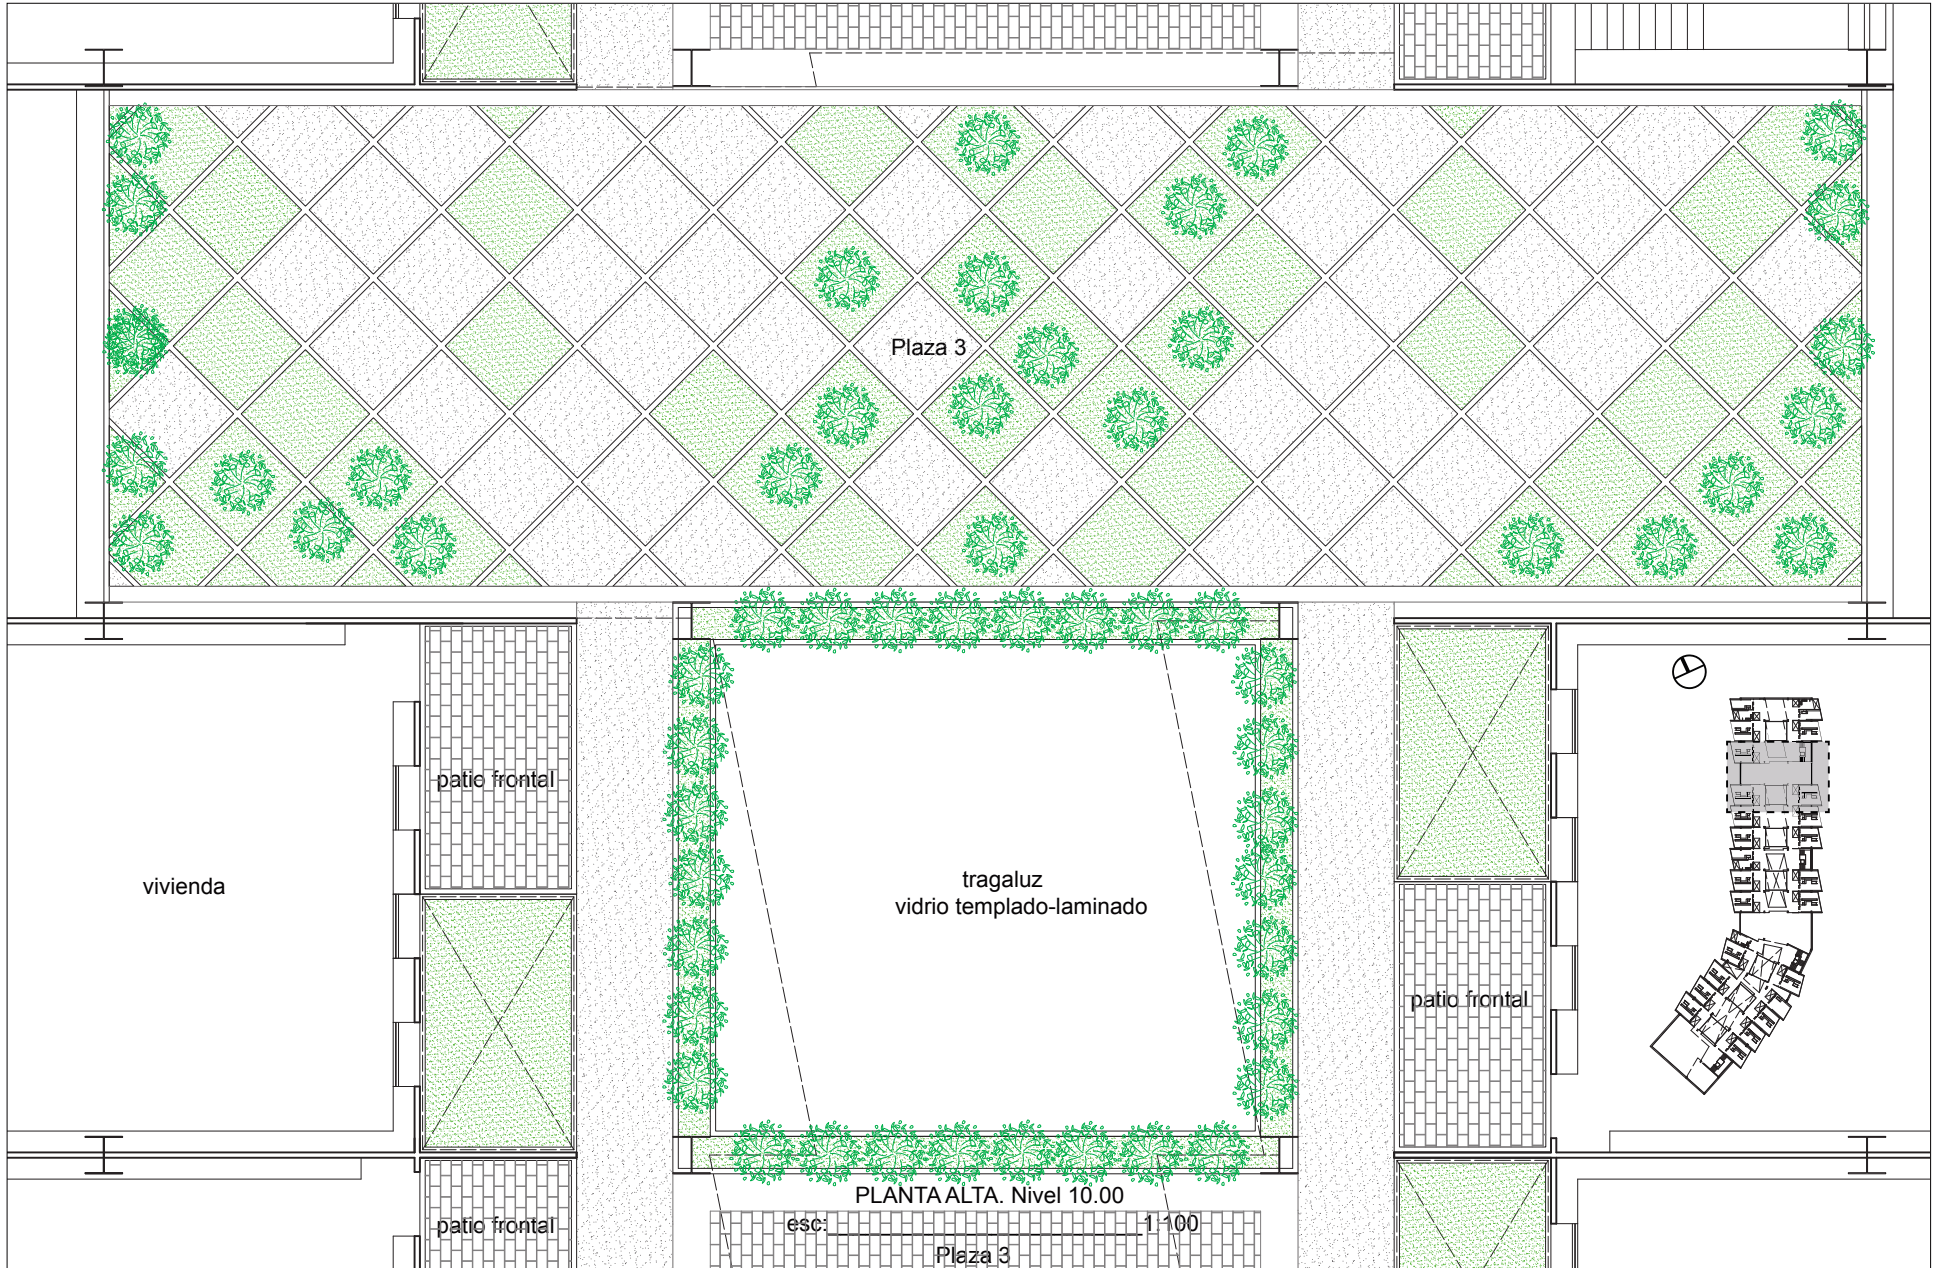 Plaza 3
patio frontal
vivienda
tragaluz
vidrio templado-laminado
patio frontal
PLANTA ALTA. Nivel 10.00
patio frontal
esc: 1:100
Plaza 3